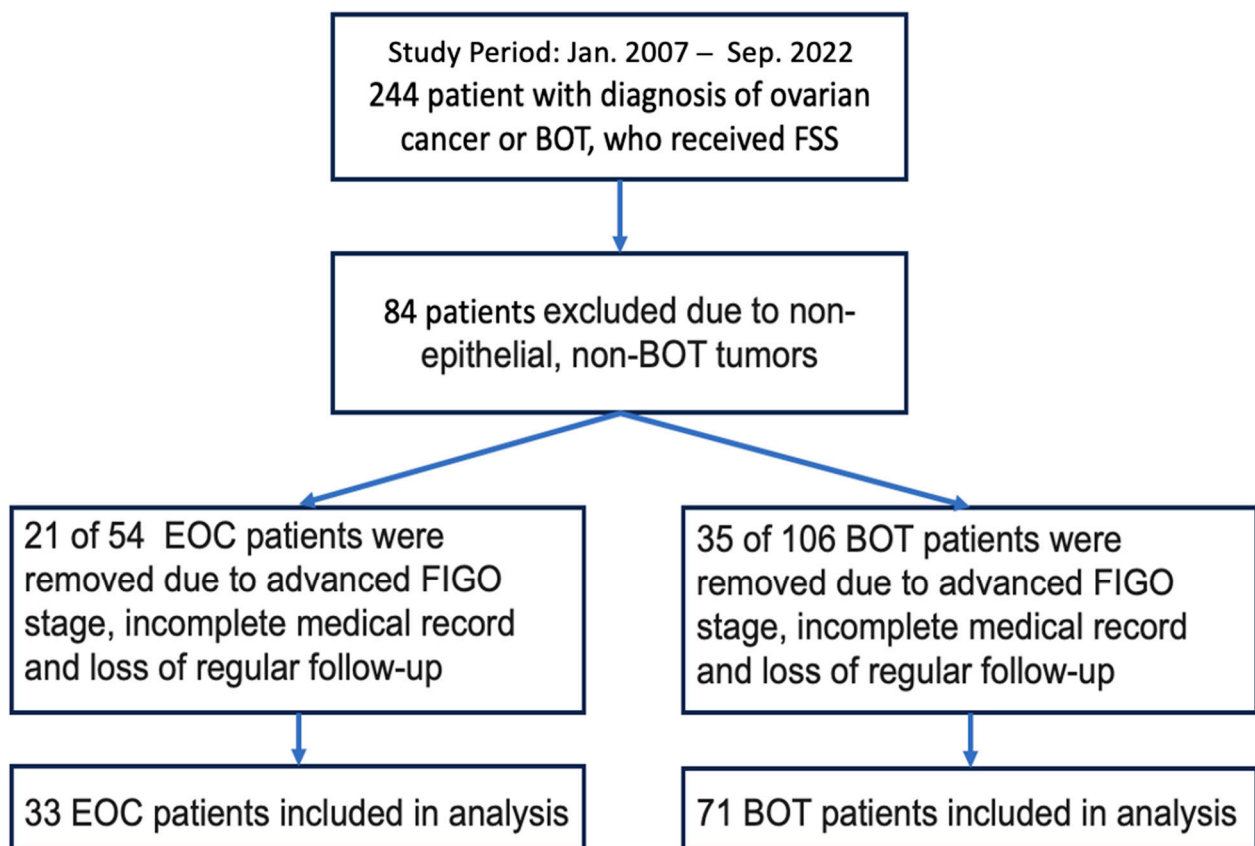 Study Period: Jan. 2007 – Sep. 2022
244 patient with diagnosis of ovarian
cancer or BOT, who received FSS
84 patients excluded due to non-
epithelial, non-BOT tumors
21 of 54 EOC patients were
removed due to advanced FIGO
stage, incomplete medical record
and loss of regular follow-up
35 of 106 BOT patients were
removed due to advanced FIGO
stage, incomplete medical record
and loss of regular follow-up
33 EOC patients included in analysis
71 BOT patients included in analysis